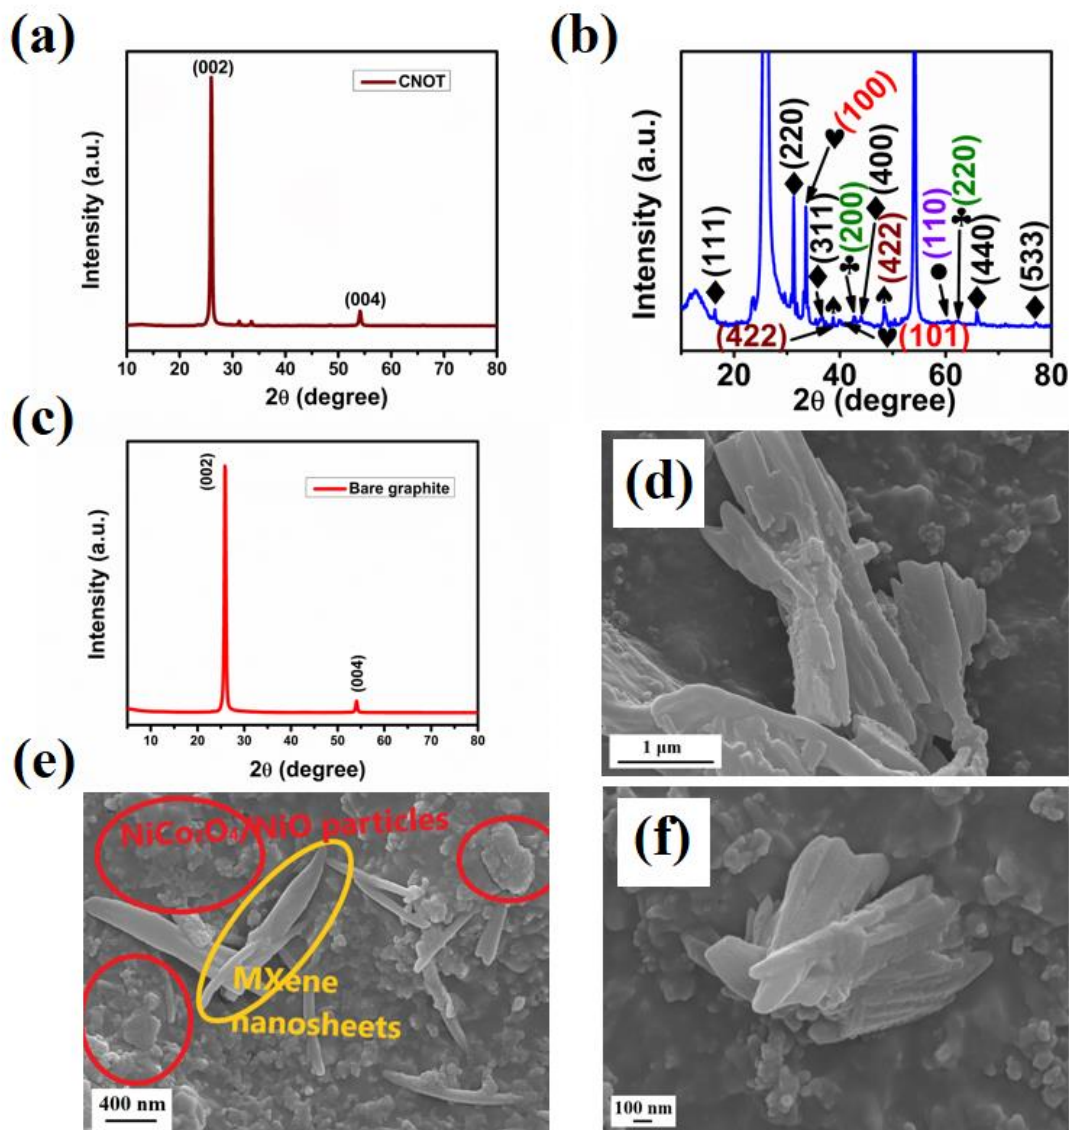 (a)
(002)
CNOT
(004)
Intensity (a.u.)
10 20 30 40 50 60 70 80
2θ (degree)
(b)
Intensity (a.u.)
♦(111)
♦(220)
♥(100)
♦(311)
♣(200)
♦(400)
♠(422)
●(110)
♣(220)
♦(440)
♦(533)
(422)
♠
♥(101)
20 40 60 80
2θ (degree)
(c)
(002)
Bare graphite
(004)
Intensity (a.u.)
10 20 30 40 50 60 70 80
2θ (degree)
(d)
1 μm
(e)
NiCo₂O₄/NiO particles
MXene
nanosheets
400 nm
(f)
100 nm